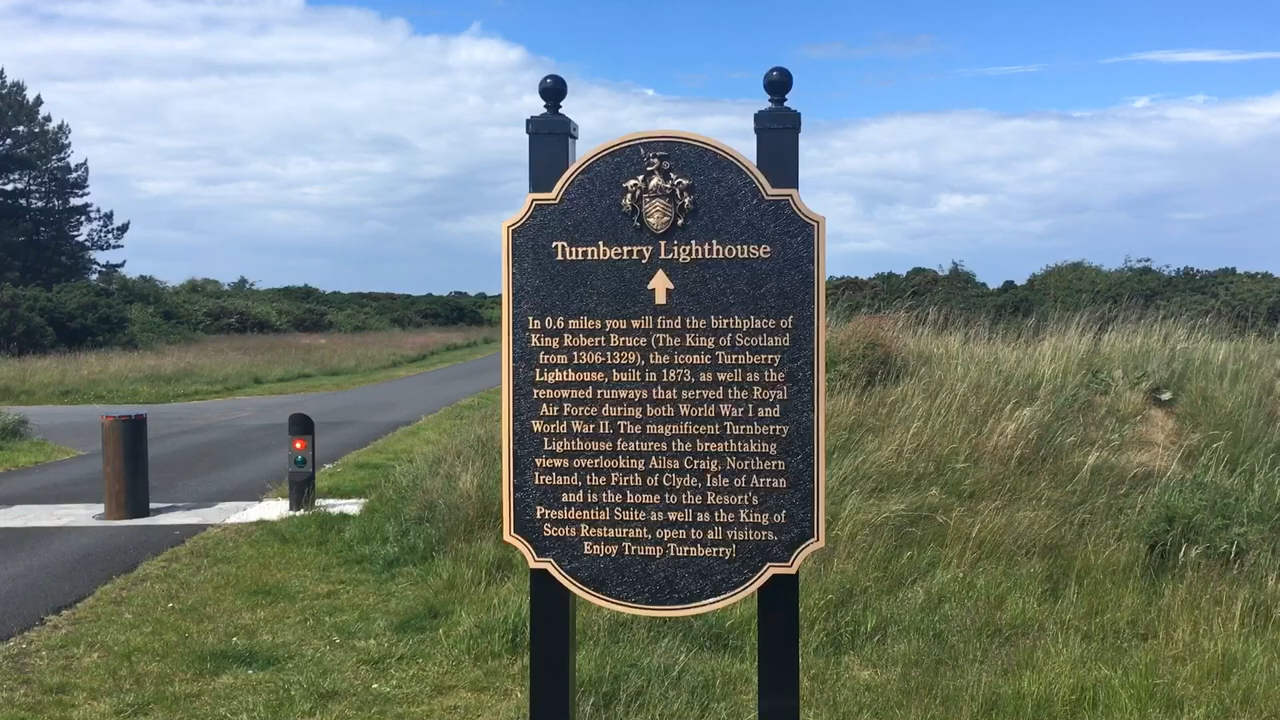 Turnberry Lighthouse
In 0.6 miles you will find the birthplace of
King Robert Bruce (The King of Scotland
from 1306-1329), the iconic Turnberry
Lighthouse, built in 1873, as well as the
renowned runways that served the Royal
Air Force during both World War I and
World War II. The magnificent Turnberry
Lighthouse features the breathtaking
views overlooking Ailsa Craig, Northern
Ireland, the Firth of Clyde, Isle of Arran
and is the home to the Resort's
Presidential Suite as well as the King of
Scots Restaurant, open to all visitors.
Enjoy Trump Turnberry!